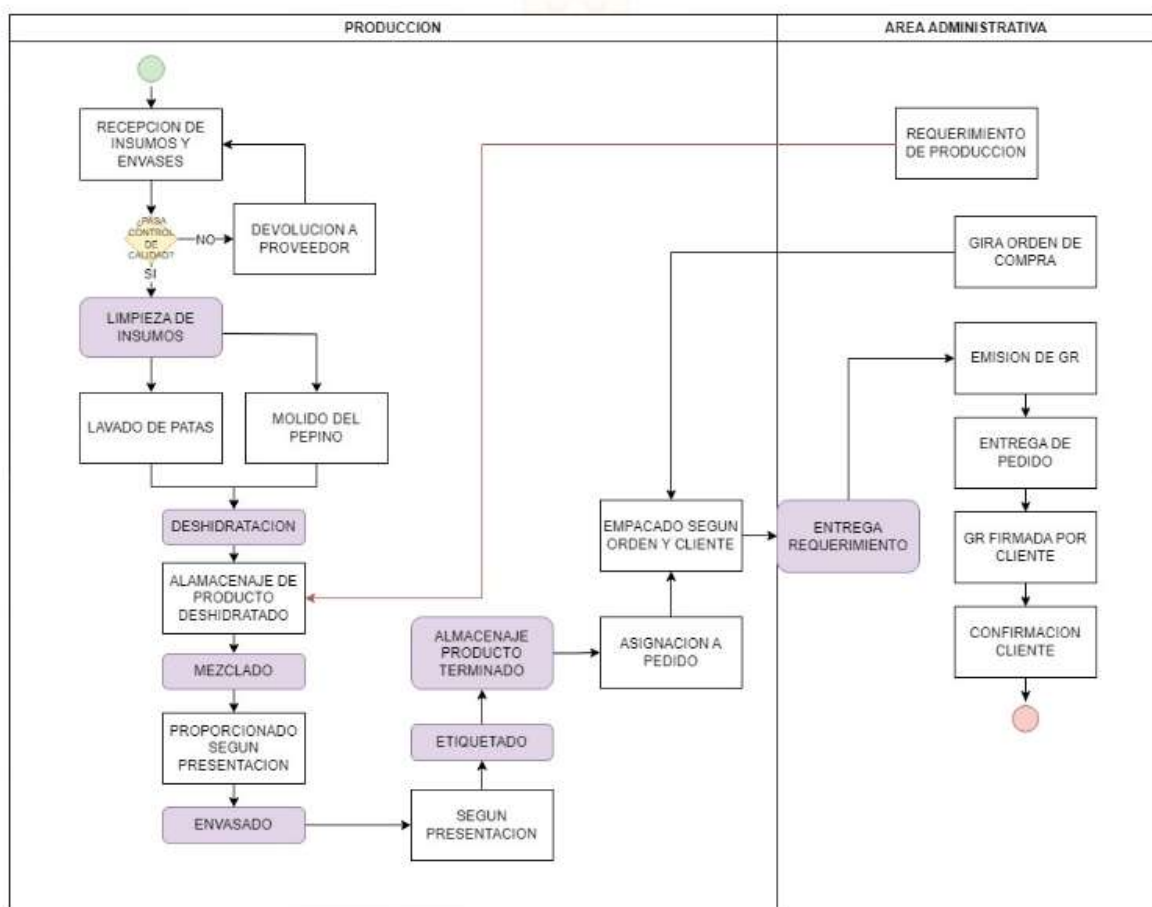 PRODUCCION
AREA ADMINISTRATIVA
RECEPCION DE
INSUMOS Y
ENVASES
¿PASA
CONTROL
DE
CALIDAD?
NO
DEVOLUCION A
PROVEEDOR
SI
LIMPIEZA DE
INSUMOS
LAVADO DE PATAS
MOLIDO DEL
PEPINO
DESHIDRATACION
ALAMACENAJE DE
PRODUCTO
DESHIDRATADO
MEZCLADO
PROPORCIONADO
SEGUN
PRESENTACION
ENVASADO
SEGUN
PRESENTACION
ETIQUETADO
ALMACENAJE
PRODUCTO
TERMINADO
ASIGNACION A
PEDIDO
EMPACADO SEGUN
ORDEN Y CLIENTE
ENTREGA
REQUERIMIENTO
REQUERIMIENTO
DE PRODUCCION
GIRA ORDEN DE
COMPRA
EMISION DE GR
ENTREGA DE
PEDIDO
GR FIRMADA POR
CLIENTE
CONFIRMACION
CLIENTE